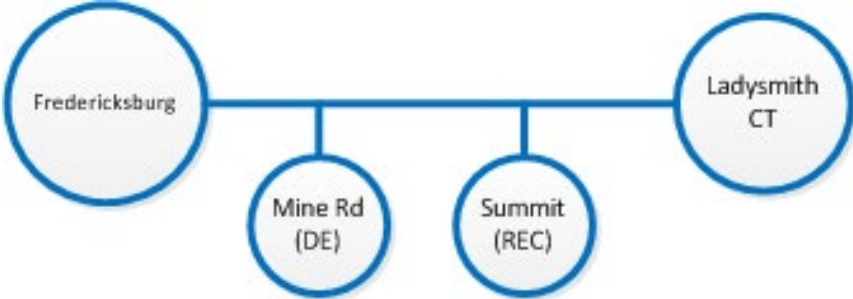 Fredericksburg
Ladysmith
CT
Mine Rd
(DE)
Summit
(REC)